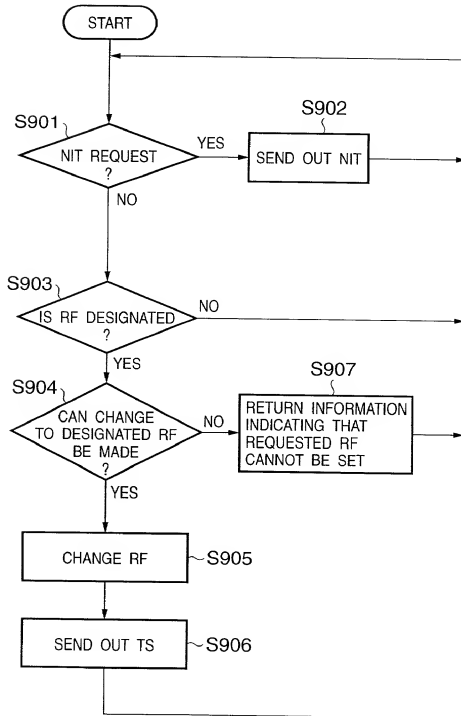 START
S901
NIT REQUEST
?
YES
NO
S902
SEND OUT NIT
S903
IS RF DESIGNATED
?
NO
YES
S904
CAN CHANGE
TO DESIGNATED RF
BE MADE
?
NO
YES
S907
RETURN INFORMATION
INDICATING THAT
REQUESTED RF
CANNOT BE SET
CHANGE RF
S905
SEND OUT TS
S906